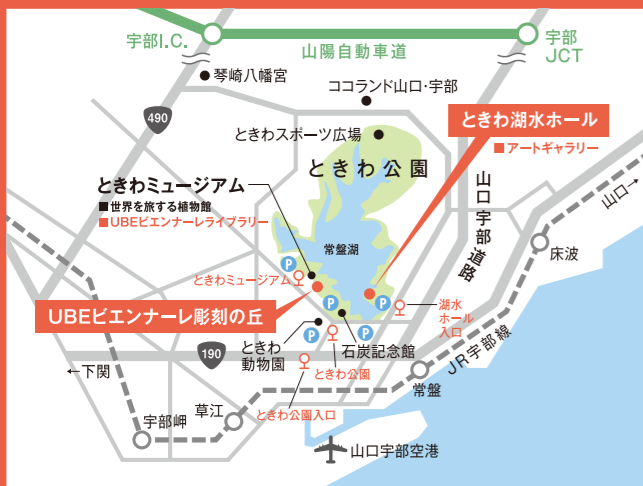 宇部I.C.
山陽自動車道
宇部
JCT
琴崎八幡宮
ココランド山口・宇部
490
ときわスポーツ広場
ときわ湖水ホール
■アートギャラリー
ときわ公園
ときわミュージアム
■世界を旅する植物館
■UBEビエンナーレライブラリー
山口宇部道路
山口→
常盤湖
床波
P
ときわミュージアム
P
P
P
湖水
ホール
入口
UBEビエンナーレ彫刻の丘
P
P
ときわ
動物園
石炭記念館
190
ときわ公園
JR宇部線
←下関
常盤
ときわ公園入口
草江
宇部岬
山口宇部空港